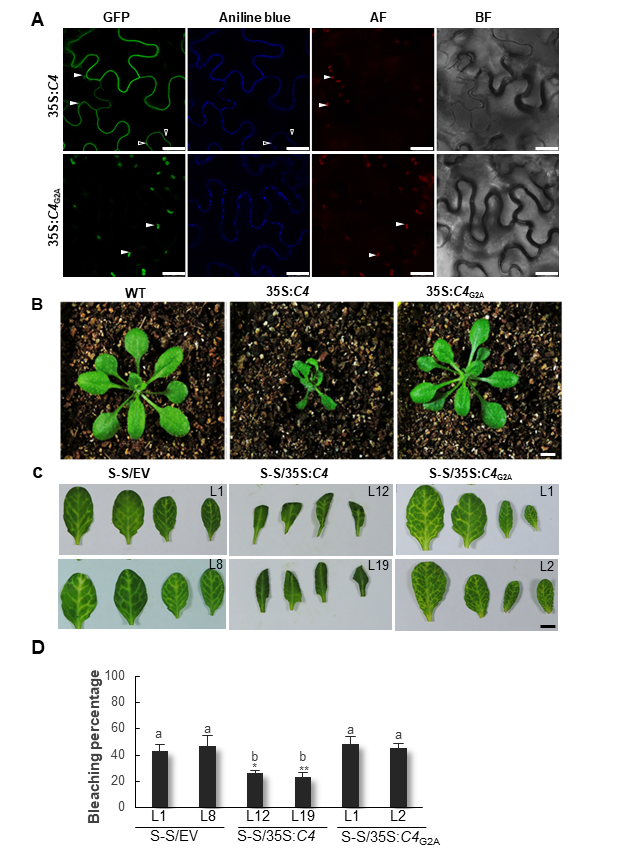 A GFP Aniline blue AF BF
35S:C4
35S:C4G2A
B WT 35S:C4 35S:C4G2A
C S-S/EV S-S/35S:C4 S-S/35S:C4G2A
L1 L12 L1
L8 L19 L2
D
Bleaching percentage
100
80
60
40
20
0
a a b b a a
* **
L1 L8 L12 L19 L1 L2
S-S/EV S-S/35S:C4 S-S/35S:C4G2A